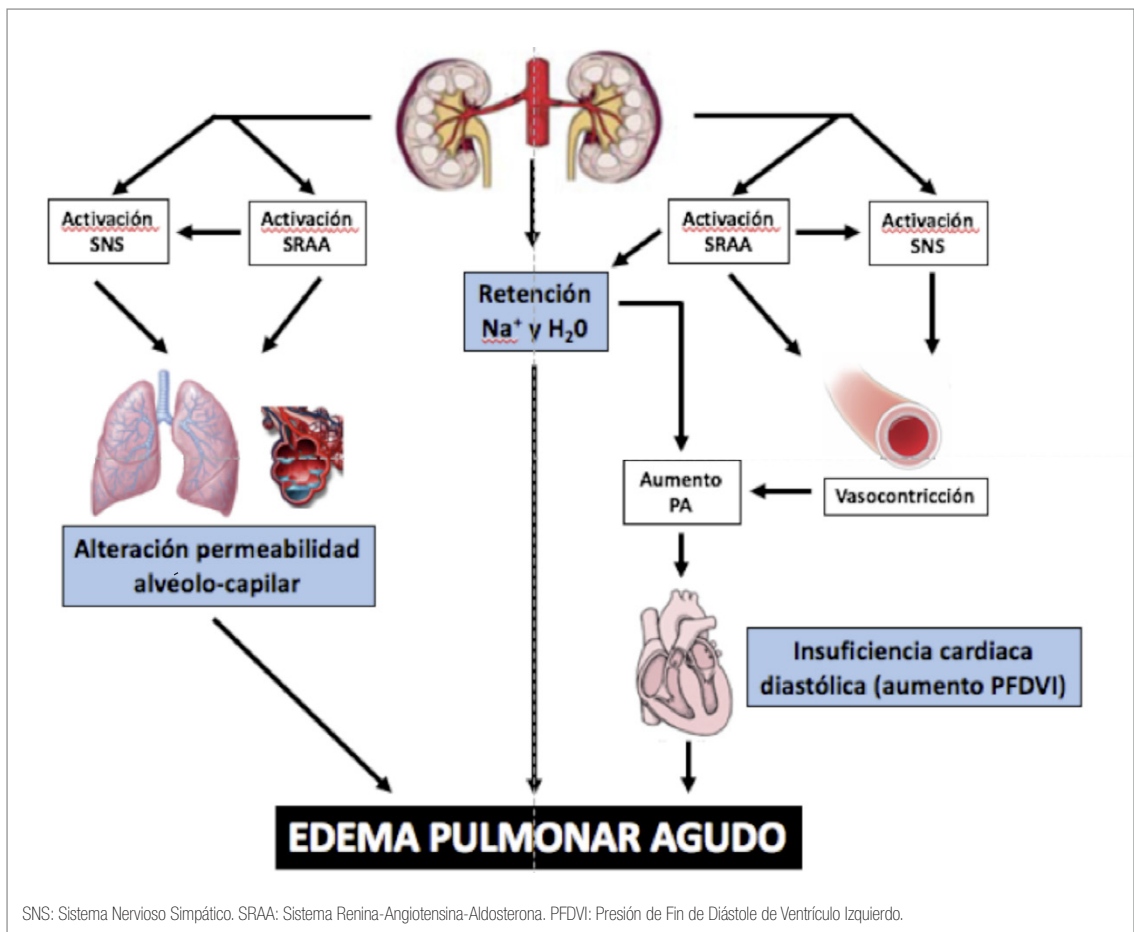 Activación
SNS
Activación
SRAA
Activación
SRAA
Activación
SNS
Retención
Na⁺ y H₂0
Aumento
PA
Vasocontricción
Alteración permeabilidad
alvéolo-capilar
Insuficiencia cardiaca
diastólica (aumento PFDVI)
EDEMA PULMONAR AGUDO
SNS: Sistema Nervioso Simpático. SRAA: Sistema Renina-Angiotensina-Aldosterona. PFDVI: Presión de Fin de Diástole de Ventrículo Izquierdo.